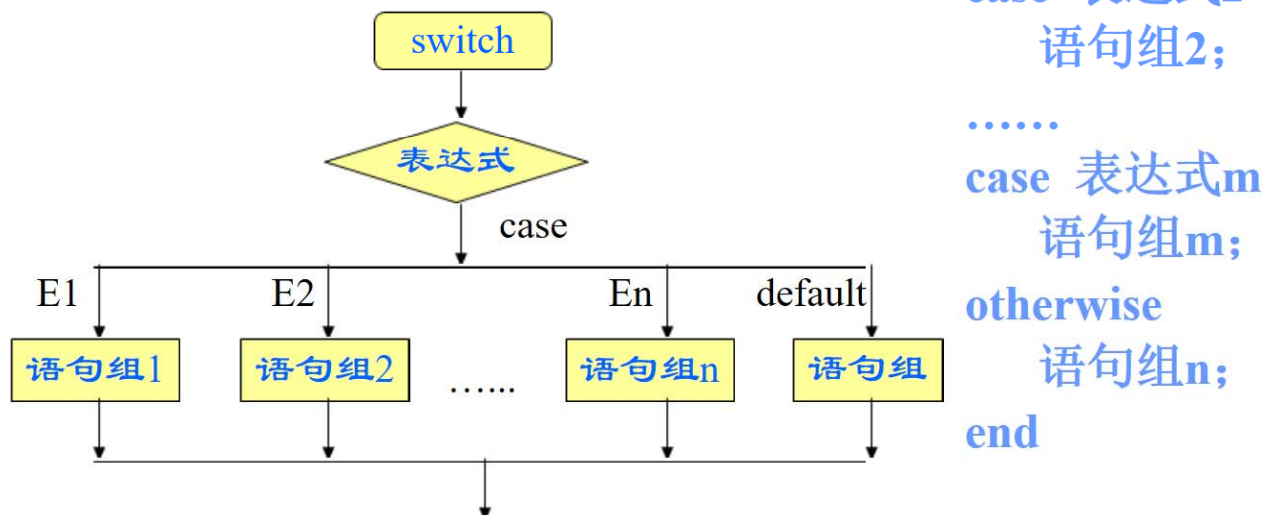 switch
表达式
case
E1
E2
En
default
语句组1
语句组2
…...
语句组n
语句组
语句组2；
……
case 表达式m
语句组m；
otherwise
语句组n；
end